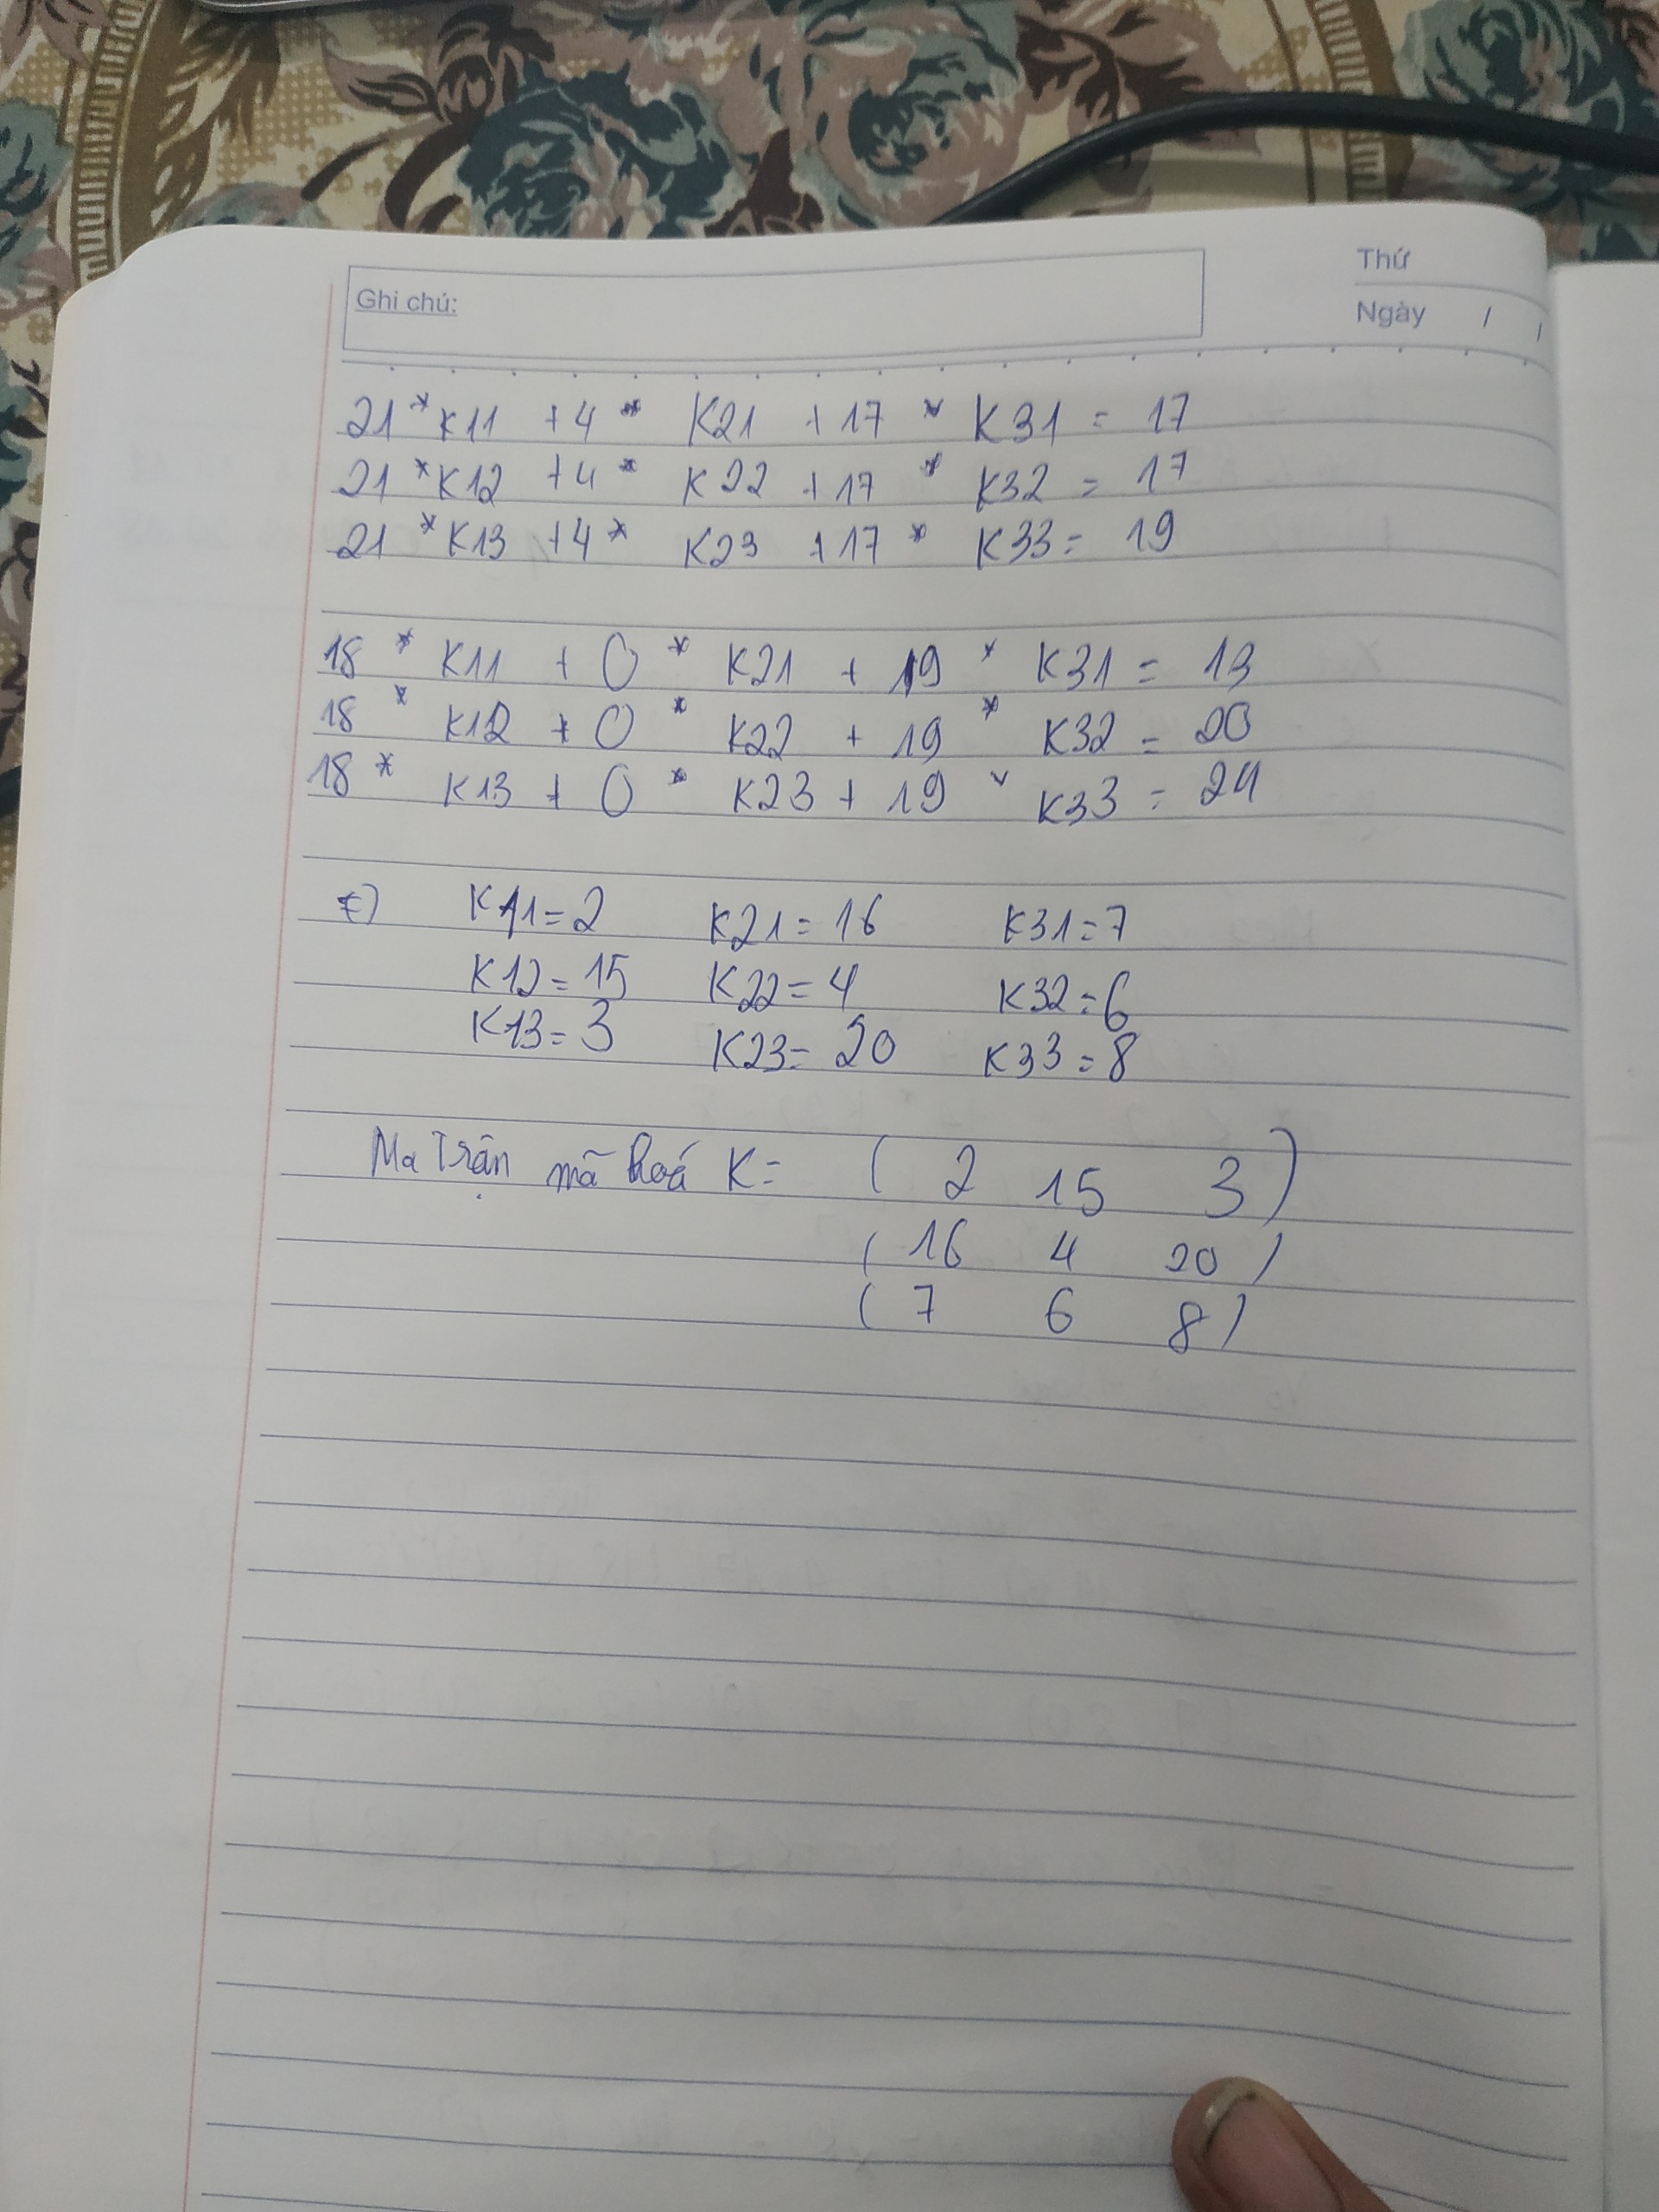 Thứ
Ghi chú:
Ngày / /
21 * K11 + 4 * K21 + 17 * K31 = 17
21 * K12 + 4 * K22 + 17 * K32 = 17
21 * K13 + 4 * K23 + 17 * K33 = 19
18 * K11 + 0 * K21 + 19 * K31 = 13
18 * K12 + 0 * K22 + 19 * K32 = 20
18 * K13 + 0 * K23 + 19 * K33 = 24
K11 = 2 K21 = 16 K31 = 7
K12 = 15 K22 = 4 K32 = 6
K13 = 3 K23 = 20 K33 = 8
Ma Trận mã hoá K = ( 2 15 3 )
( 16 4 20 )
( 7 6 8 )